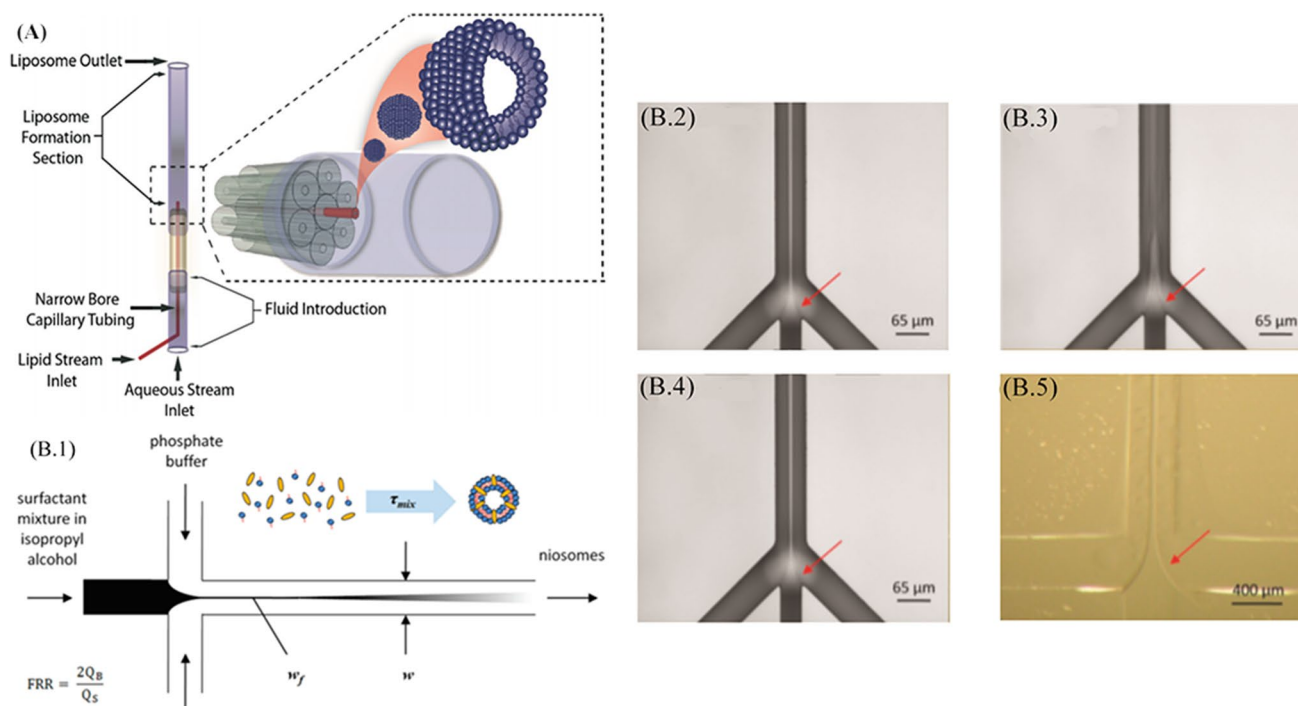 (A)
Liposome Outlet
Liposome
Formation
Section
Narrow Bore
Capillary Tubing
Fluid Introduction
Lipid Stream
Inlet
Aqueous Stream
Inlet
(B.1)
phosphate
buffer
surfactant
mixture in
isopropyl
alcohol
τmix
niosomes
wf
w
FRR = 2QB
QS
(B.2)
65 μm
(B.3)
65 μm
(B.4)
65 μm
(B.5)
400 μm